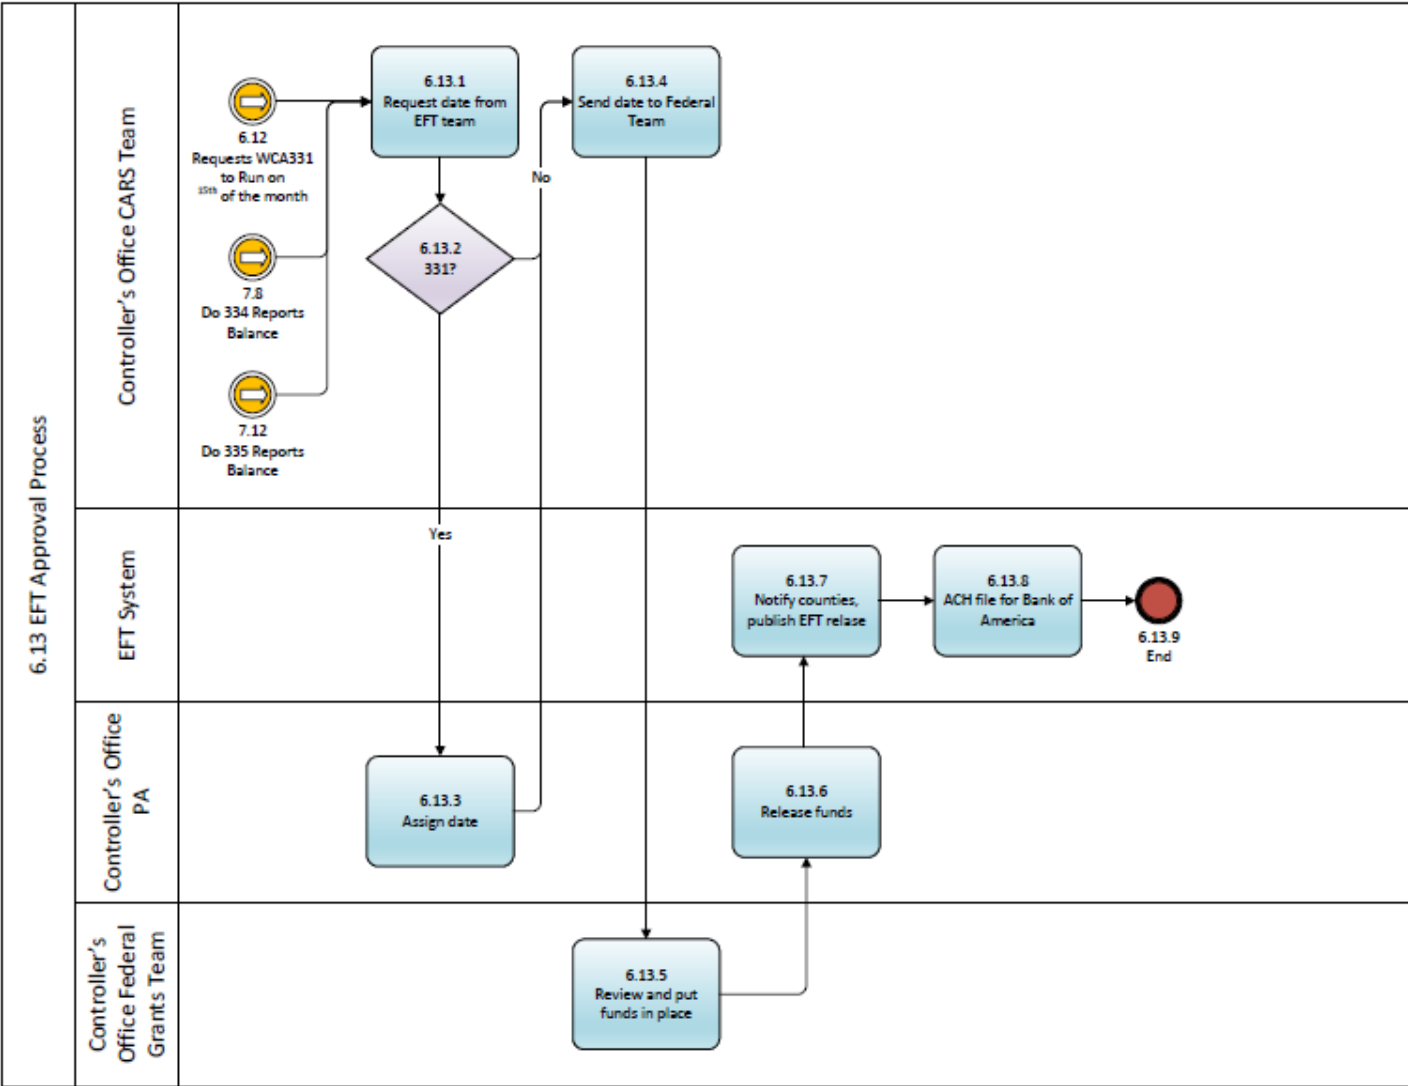 6.13 EFT Approval Process
Controller's Office CARS Team
6.12
Requests WCA331
to Run on
15th of the month
7.8
Do 334 Reports
Balance
7.12
Do 335 Reports
Balance
6.13.1
Request date from
EFT team
6.13.2
331?
No
6.13.4
Send date to Federal
Team
EFT System
Yes
6.13.7
Notify counties,
publish EFT relase
6.13.8
ACH file for Bank of
America
6.13.9
End
Controller's Office
PA
6.13.3
Assign date
6.13.6
Release funds
Controller's
Office Federal
Grants Team
6.13.5
Review and put
funds in place